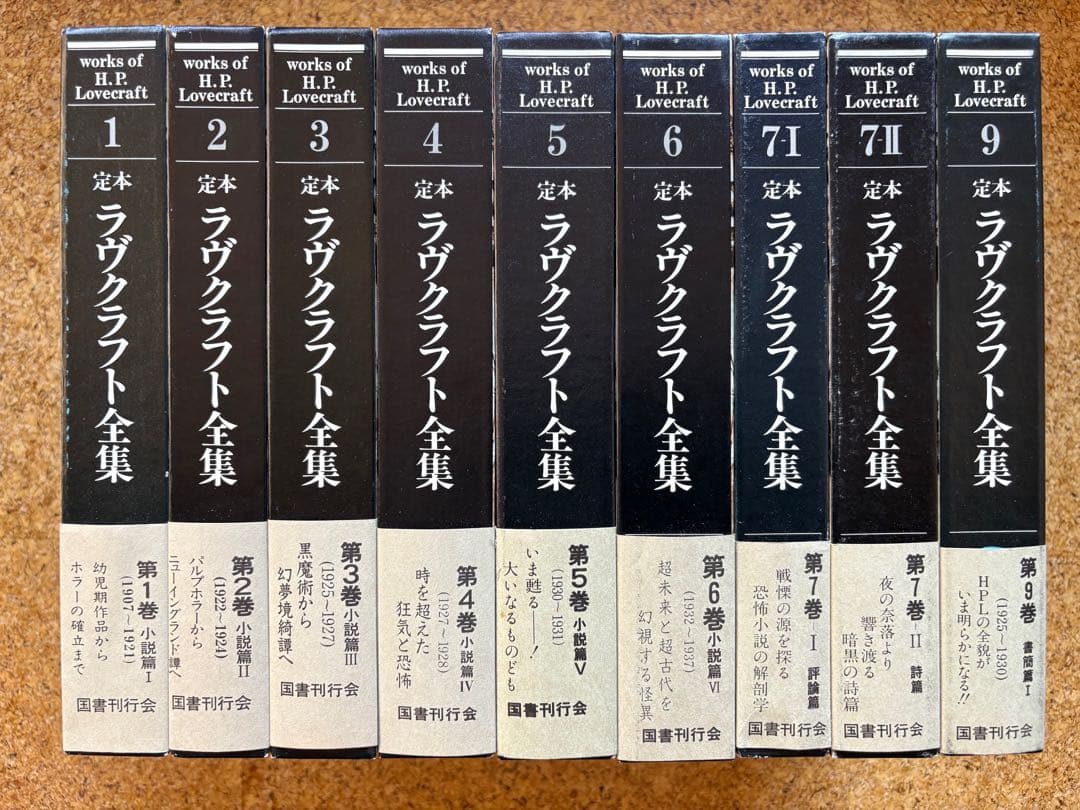 works of
H.P.
Lovecraft
1
定本
ラヴクラフト全集
第1巻 小説篇 I
(1907〜1921)
幼児期作品から
ホラーの確立まで
国書刊行会
works of
H.P.
Lovecraft
2
定本
ラヴクラフト全集
第2巻 小説篇 II
(1922〜1924)
パルプホラーから
ニューイングランド譚へ
国書刊行会
works of
H.P.
Lovecraft
3
定本
ラヴクラフト全集
第3巻 小説篇 III
(1925〜1927)
黒魔術から
幻夢境綺譚へ
国書刊行会
works of
H.P.
Lovecraft
4
定本
ラヴクラフト全集
第4巻 小説篇 IV
(1927〜1928)
時を超えた
狂気と恐怖
国書刊行会
works of
H.P.
Lovecraft
5
定本
ラヴクラフト全集
第5巻 小説篇 V
(1930〜1931)
いま甦る――!
大いなるものども
国書刊行会
works of
H.P.
Lovecraft
6
定本
ラヴクラフト全集
第6巻 小説篇 VI
(1932〜1937)
超未来と超古代を
幻視する怪異
国書刊行会
works of
H.P.
Lovecraft
7-I
定本
ラヴクラフト全集
第7巻-I 評論篇
戦慄の源を探る
恐怖小説の解剖学
国書刊行会
works of
H.P.
Lovecraft
7-II
定本
ラヴクラフト全集
第7巻-II 詩篇
夜の奈落より
響き渡る
暗黒の詩篇
国書刊行会
works of
H.P.
Lovecraft
9
定本
ラヴクラフト全集
第9巻 書簡篇 I
(1925〜1930)
HPLの全貌が
いま明らかになる!!
国書刊行会